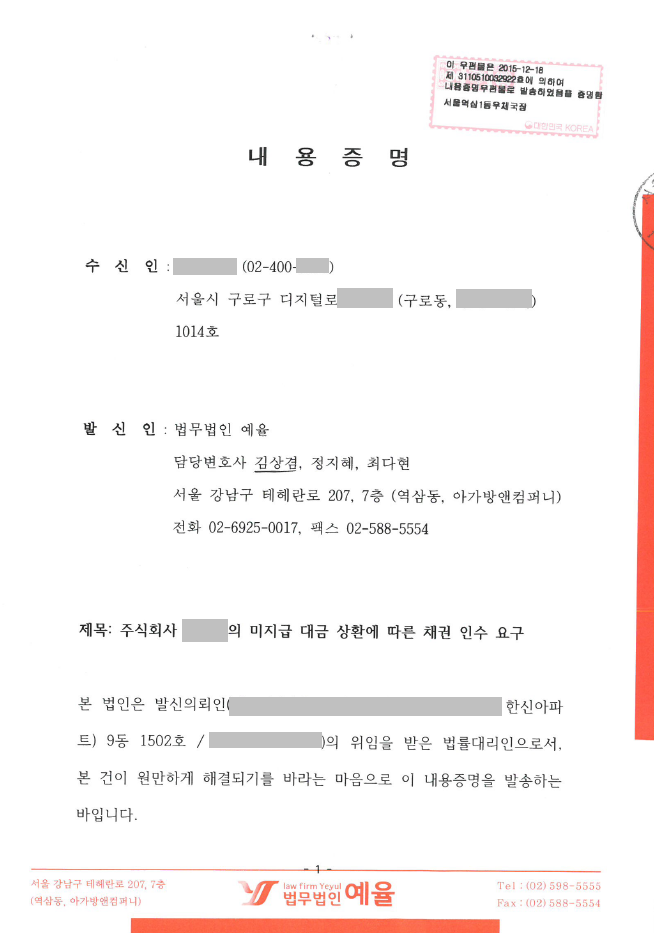 이 우편물은 2015-12-18
제 3110510032922호에 의하여
내용증명우편물로 발송하였음을 증명함
서울역삼1동우체국장
대한민국 KOREA
내 용 증 명
수 신 인 : (02-400- )
서울시 구로구 디지털로 (구로동, )
1014호
발 신 인 : 법무법인 예율
담당변호사 김상겸, 정지혜, 최다현
서울 강남구 테헤란로 207, 7층 (역삼동, 아가방앤컴퍼니)
전화 02-6925-0017, 팩스 02-588-5554
제목: 주식회사 의 미지급 대금 상환에 따른 채권 인수 요구
본 법인은 발신의뢰인( 한신아파
트) 9동 1502호 / )의 위임을 받은 법률대리인으로서,
본 건이 원만하게 해결되기를 바라는 마음으로 이 내용증명을 발송하는
바입니다.
- 1 -
서울 강남구 테헤란로 207, 7층
(역삼동, 아가방앤컴퍼니)
law firm Yeyul
법무법인 예율
Tel : (02) 598-5555
Fax : (02) 588-5554